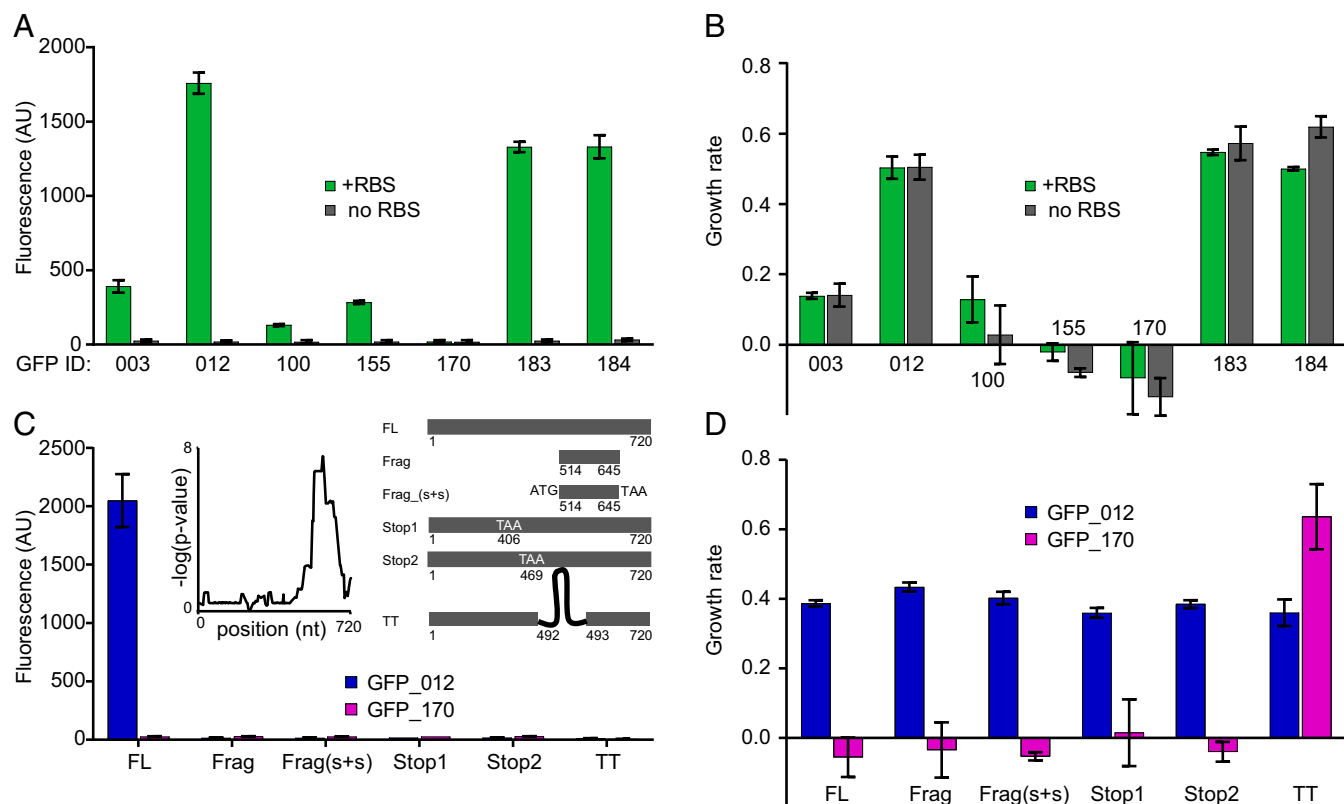 A
2000
1500
1000
500
0
Fluorescence (AU)
+RBS
no RBS
GFP ID: 003 012 100 155 170 183 184
B
0.8
0.6
0.4
0.2
0.0
Growth rate
+RBS
no RBS
155 170
003 012 100 183 184
C
2500
2000
1500
1000
500
0
Fluorescence (AU)
8
0
-log(p-value)
0 720
position (nt)
FL
1 720
Frag
514 645
Frag_(s+s) ATG TAA
514 645
Stop1 TAA
1 406 720
Stop2 TAA
1 469 720
TT
1 492 493 720
GFP_012
GFP_170
FL Frag Frag(s+s) Stop1 Stop2 TT
D
0.8
0.6
0.4
0.2
0.0
Growth rate
GFP_012
GFP_170
FL Frag Frag(s+s) Stop1 Stop2 TT